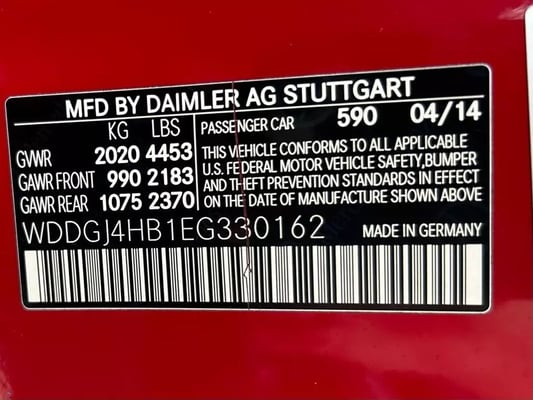 MFD BY DAIMLER AG STUTTGART
KG LBS
GVWR 2020 4453
GAWR FRONT 990 2183
GAWR REAR 1075 2370
PASSENGER CAR 590 04/14
THIS VEHICLE CONFORMS TO ALL APPLICABLE
U.S. FEDERAL MOTOR VEHICLE SAFETY,BUMPER
AND THEFT PREVENTION STANDARDS IN EFFECT
ON THE DATE OF MANUFACTURE SHOWN ABOVE
WDDGJ4HB1EG330162 MADE IN GERMANY